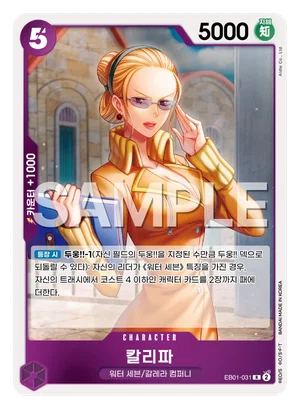 5
5000
지혜
知
카운터 +1000
SAMPLE
등장 시 두웅!!-1(자신 필드의 두웅!!을 지정된 수만큼 두웅!! 덱으로
되돌릴 수 있다): 자신의 리더가 《워터 세븐》 특징을 가진 경우,
자신의 트래시에서 코스트 4 이하인 캐릭터 카드를 2장까지 패에
더한다.
CHARACTER
칼리파
워터 세븐/갈레라 컴퍼니
EB01-031 R 2
BANDAI MADE IN KOREA
©E.O/S. ©O./S•F•T